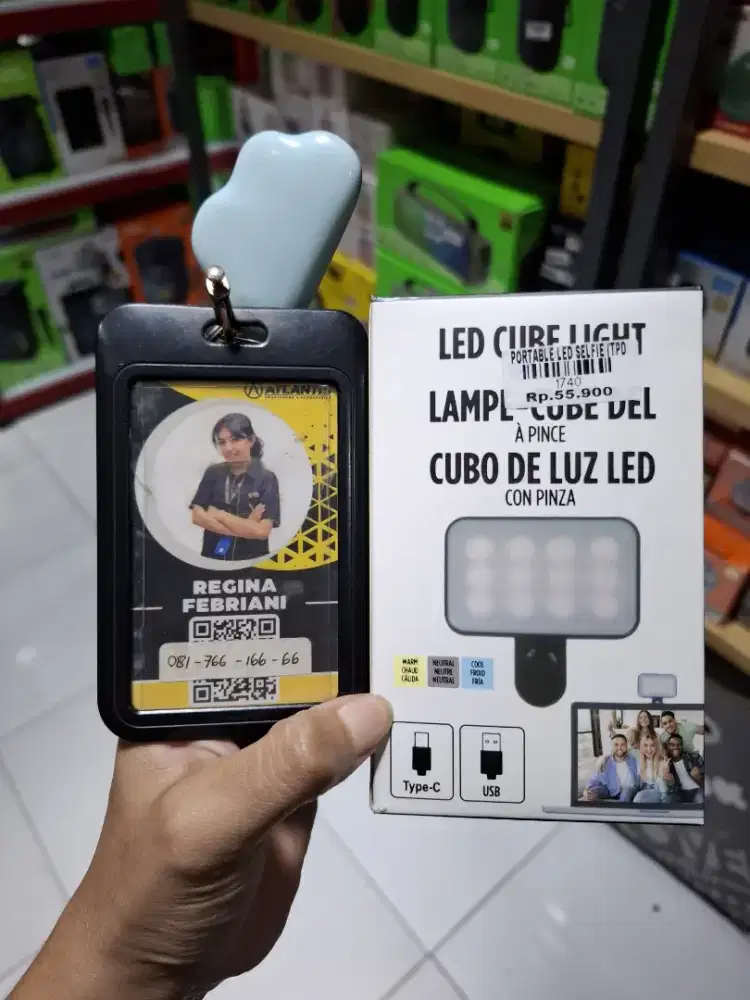 ATLANTIS
REGINA
FEBRIANI
081-766-166-66
LED CUBE LIGHT
PORTABLE LED SELFIE (TPD
1740
Rp.55.900
LAMPE-CUBE DEL
À PINCE
CUBO DE LUZ LED
CON PINZA
WARM
CHAUD
CÁLIDA
NEUTRAL
NEUTRE
NEUTRAL
COOL
FROID
FRÍA
Type-C
USB